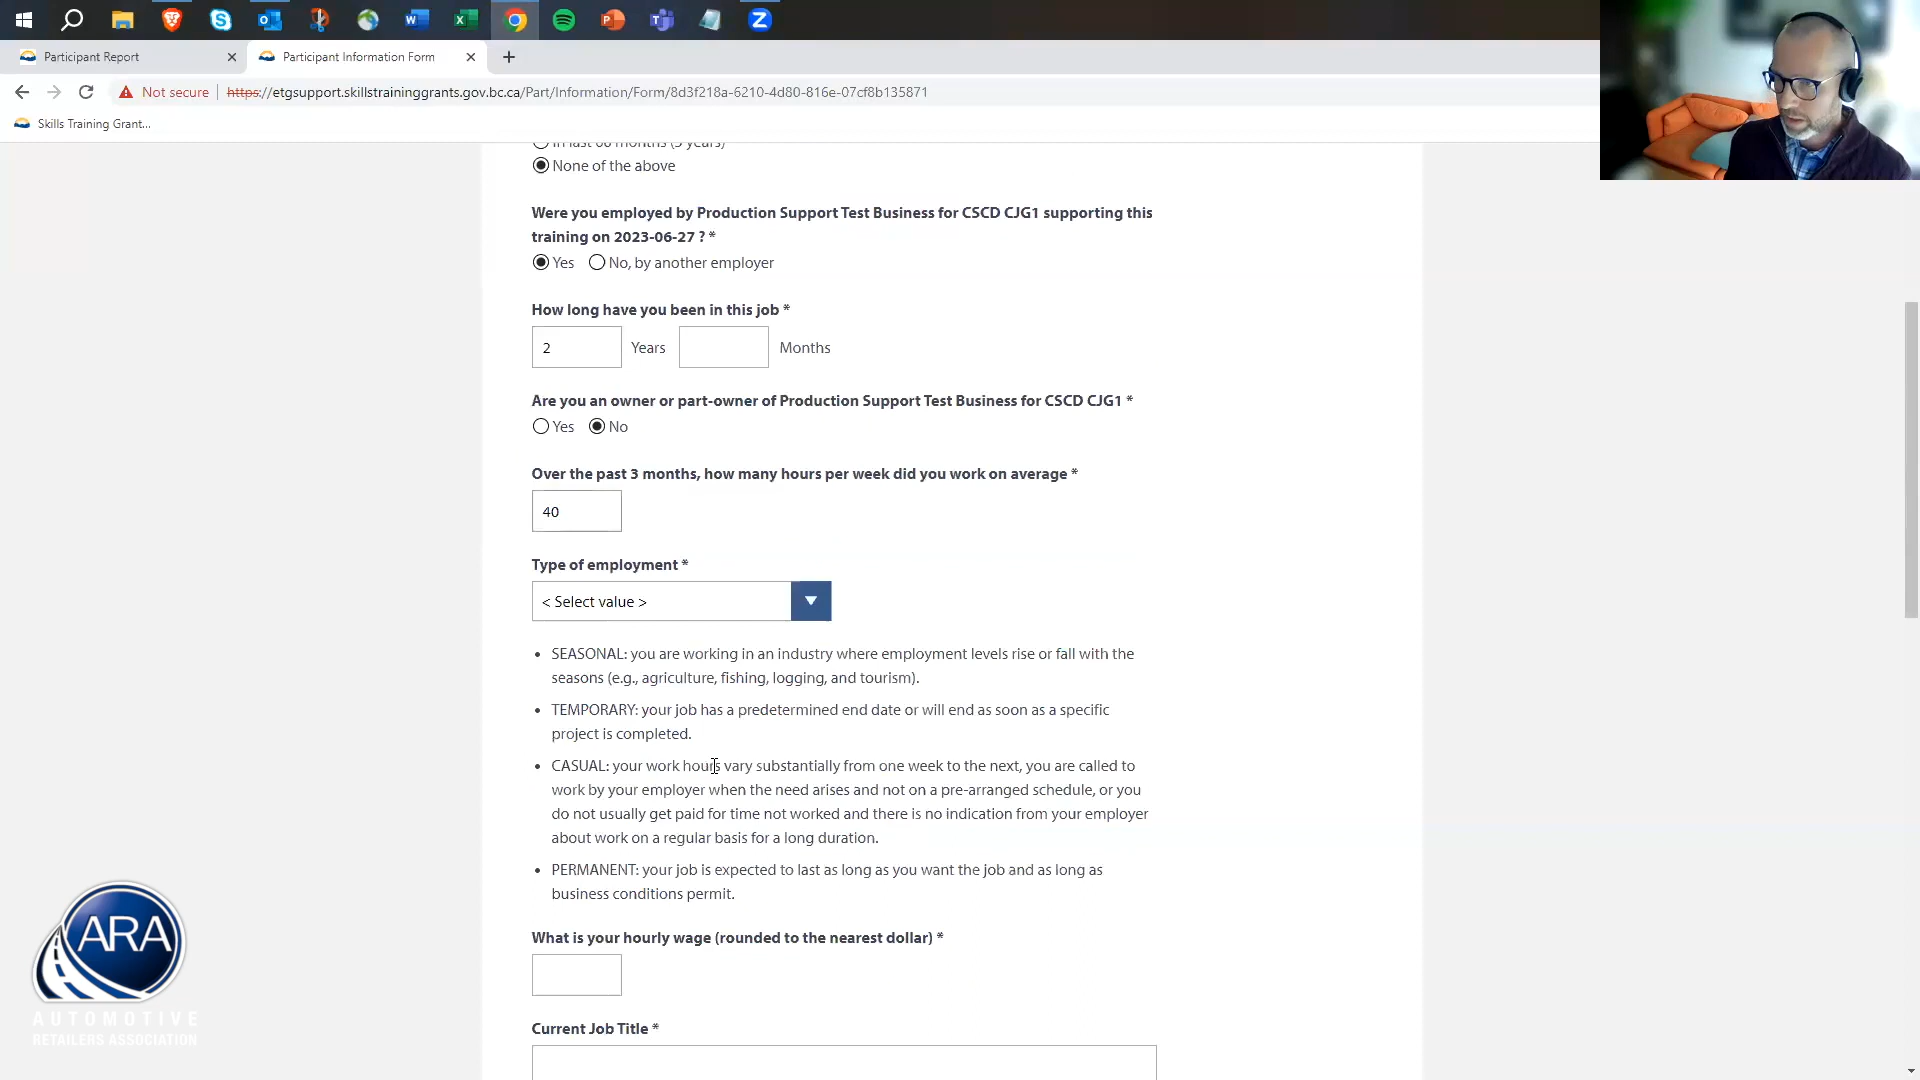 Participant Report
Participant Information Form
Not secure
https://etgsupport.skillstraininggrants.gov.bc.ca/Part/Information/Form/8d3f218a-6210-4d80-816e-07cf8b135871
Skills Training Grant...
In last 60 months (5 years)
None of the above
Were you employed by Production Support Test Business for CSCD CJG1 supporting this
training on 2023-06-27 ? *
Yes No, by another employer
How long have you been in this job *
2 Years Months
Are you an owner or part-owner of Production Support Test Business for CSCD CJG1 *
Yes No
Over the past 3 months, how many hours per week did you work on average *
40
Type of employment *
< Select value >
• SEASONAL: you are working in an industry where employment levels rise or fall with the
seasons (e.g., agriculture, fishing, logging, and tourism).
• TEMPORARY: your job has a predetermined end date or will end as soon as a specific
project is completed.
• CASUAL: your work hours vary substantially from one week to the next, you are called to
work by your employer when the need arises and not on a pre-arranged schedule, or you
do not usually get paid for time not worked and there is no indication from your employer
about work on a regular basis for a long duration.
• PERMANENT: your job is expected to last as long as you want the job and as long as
business conditions permit.
What is your hourly wage (rounded to the nearest dollar) *
Current Job Title *
ARA
AUTOMOTIVE
RETAILERS ASSOCIATION